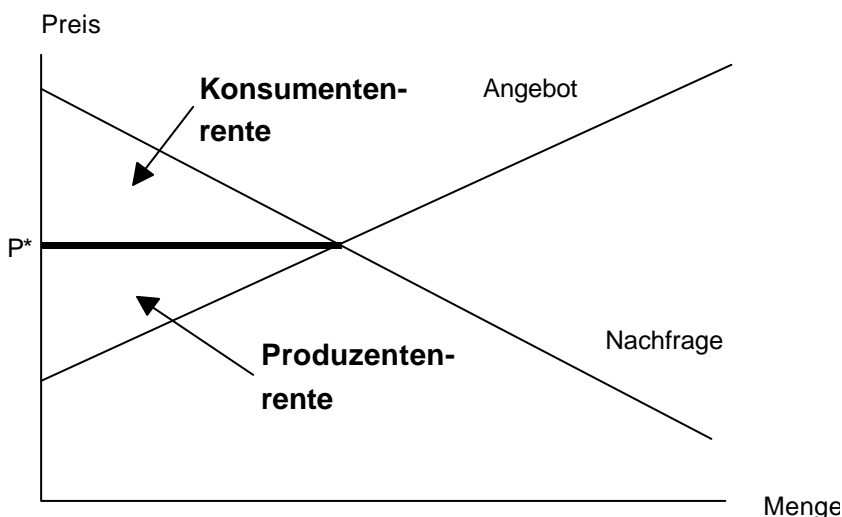 Preis
Konsumenten-
rente
Angebot
P*
Produzenten-
rente
Nachfrage
Menge